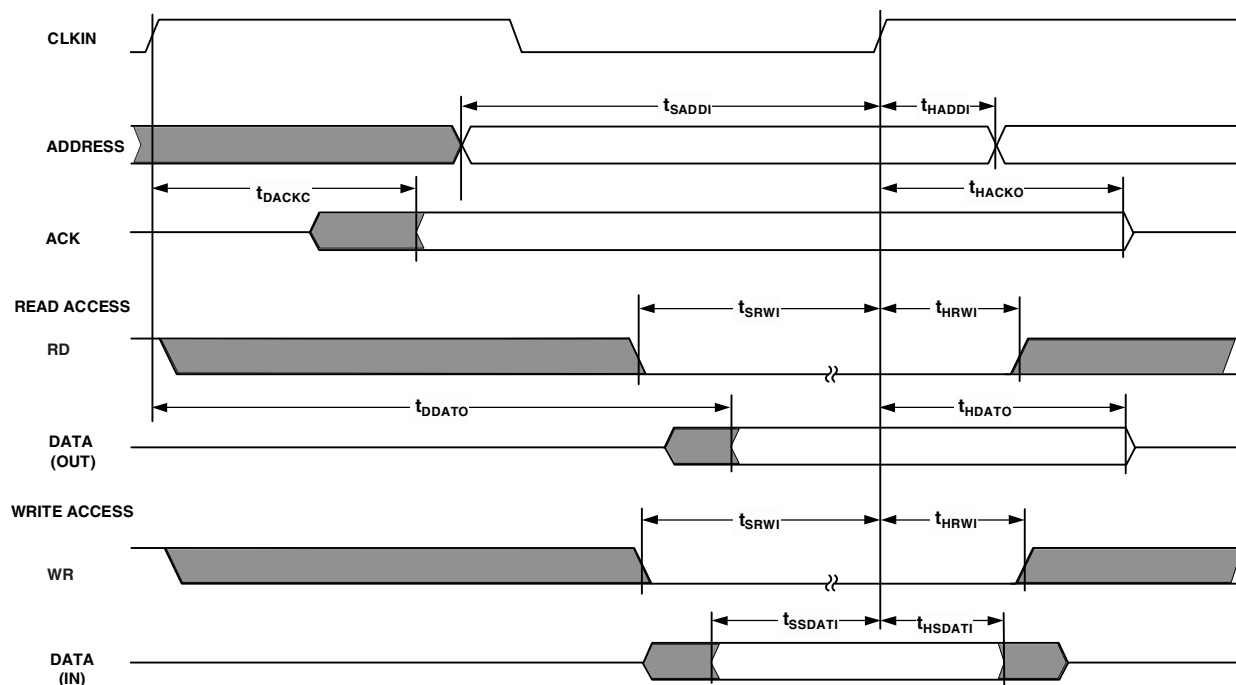 CLKIN
tSADDI
tHADDI
ADDRESS
tDACKC
tHACKO
ACK
READ ACCESS
tSRWI
tHRWI
RD
tDDATO
tHDATO
DATA
(OUT)
WRITE ACCESS
tSRWI
tHRWI
WR
tSSDATI
tHSDATI
DATA
(IN)